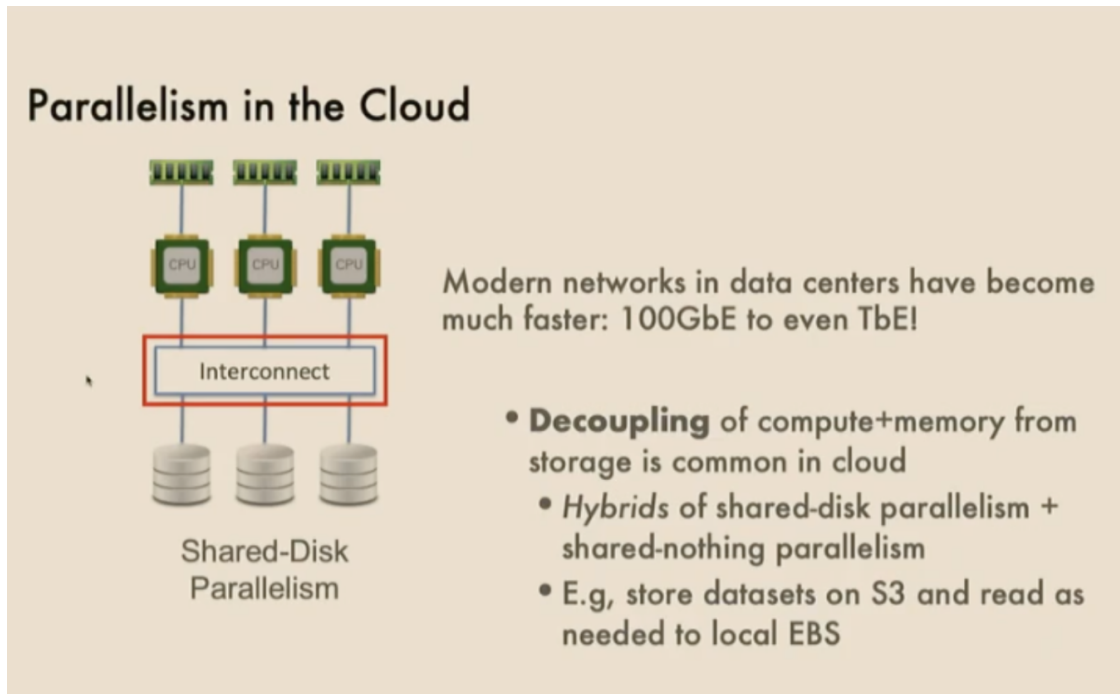 Parallelism in the Cloud
CPU CPU CPU
Interconnect
Shared-Disk
Parallelism
Modern networks in data centers have become
much faster: 100GbE to even TbE!
• Decoupling of compute+memory from
storage is common in cloud
• Hybrids of shared-disk parallelism +
shared-nothing parallelism
• E.g, store datasets on S3 and read as
needed to local EBS